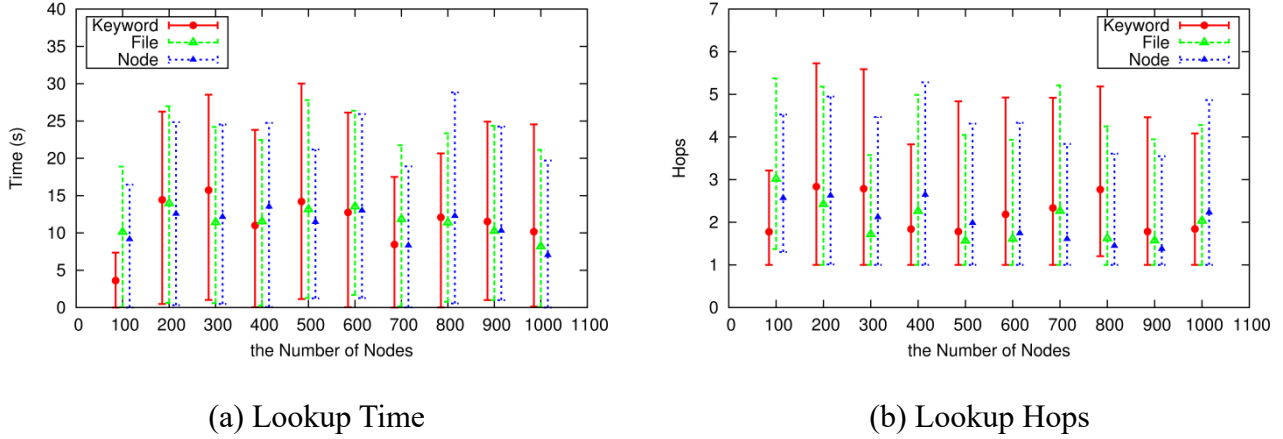 40
35
30
25
20
15
10
5
0
Time (s)
Keyword
File
Node
0 100 200 300 400 500 600 700 800 900 1000 1100
the Number of Nodes
(a) Lookup Time
7
6
5
4
3
2
1
0
Hops
Keyword
File
Node
0 100 200 300 400 500 600 700 800 900 1000 1100
the Number of Nodes
(b) Lookup Hops